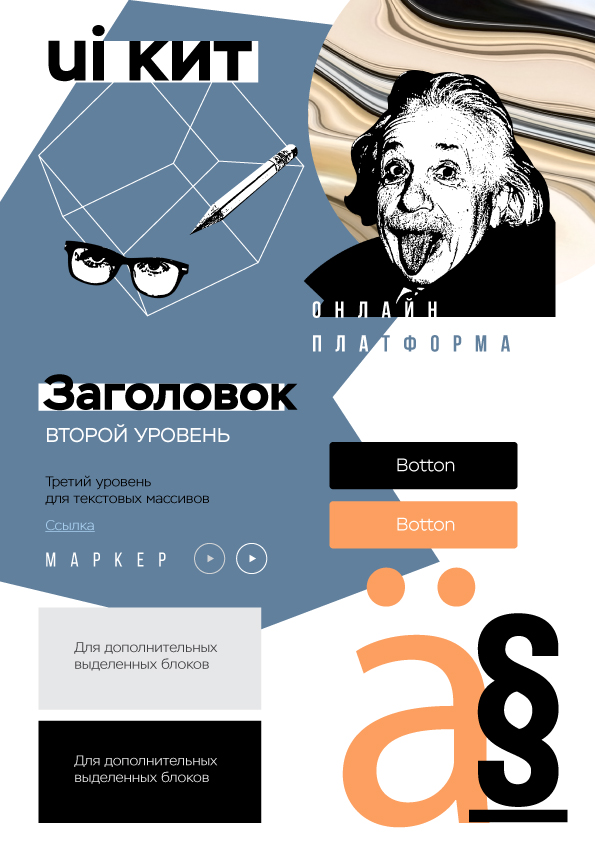 ui кит
ОНЛАЙН
ПЛАТФОРМА
Заголовок
ВТОРОЙ УРОВЕНЬ
Третий уровень
для текстовых массивов
Ссылка
МАРКЕР
Botton
Botton
Для дополнительных
выделенных блоков
Для дополнительных
выделенных блоков
ä§